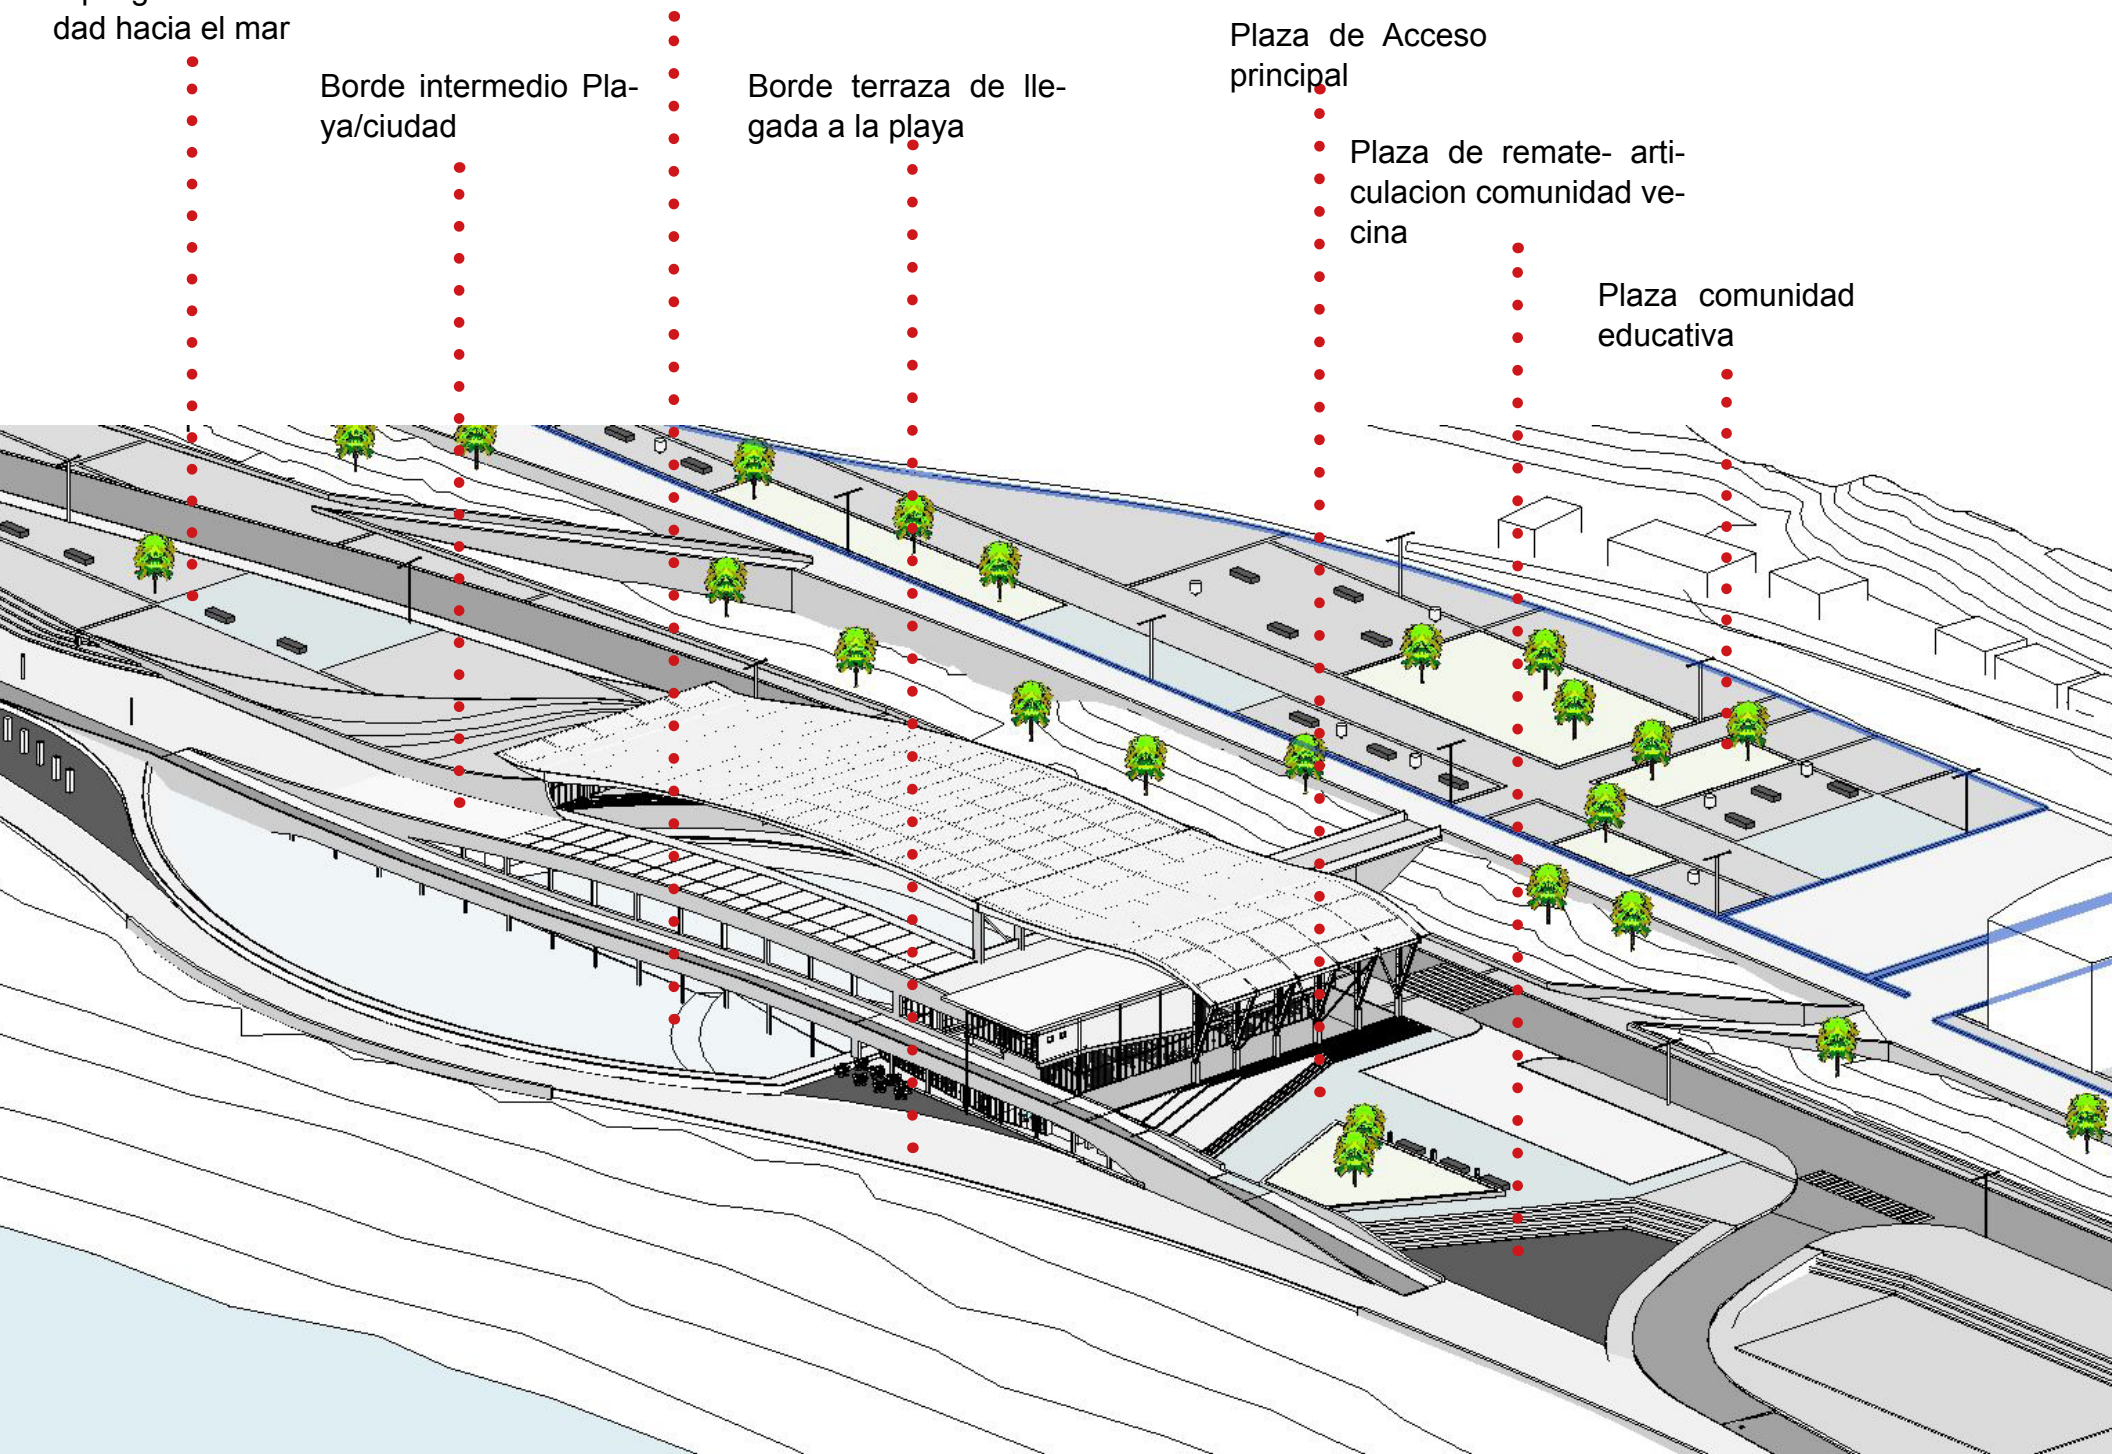 dad hacia el mar
Borde intermedio Pla-
ya/ciudad
Borde terraza de lle-
gada a la playa
Plaza de Acceso
principal
Plaza de remate- arti-
culacion comunidad ve-
cina
Plaza comunidad
educativa